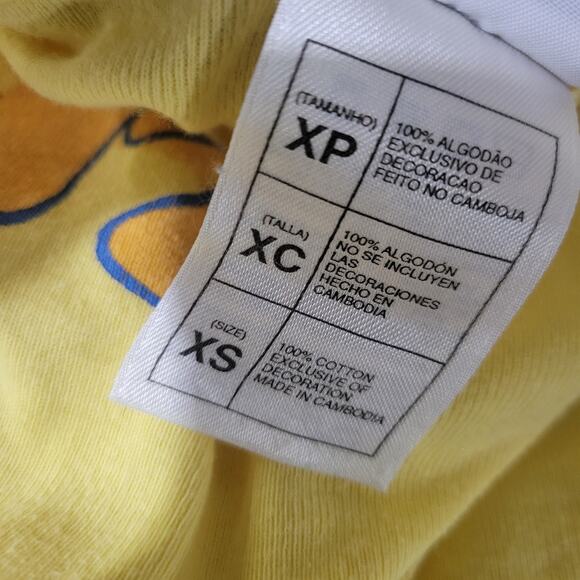 (TAMANHO)
XP
100% ALGODÃO
EXCLUSIVO DE
DECORACAO
FEITO NO CAMBOJA
(TALLA)
XC
100% ALGODÓN
NO SE INCLUYEN
LAS
DECORACIONES
HECHO EN
CAMBODIA
(SIZE)
XS
100% COTTON
EXCLUSIVE OF
DECORATION
MADE IN CAMBODIA